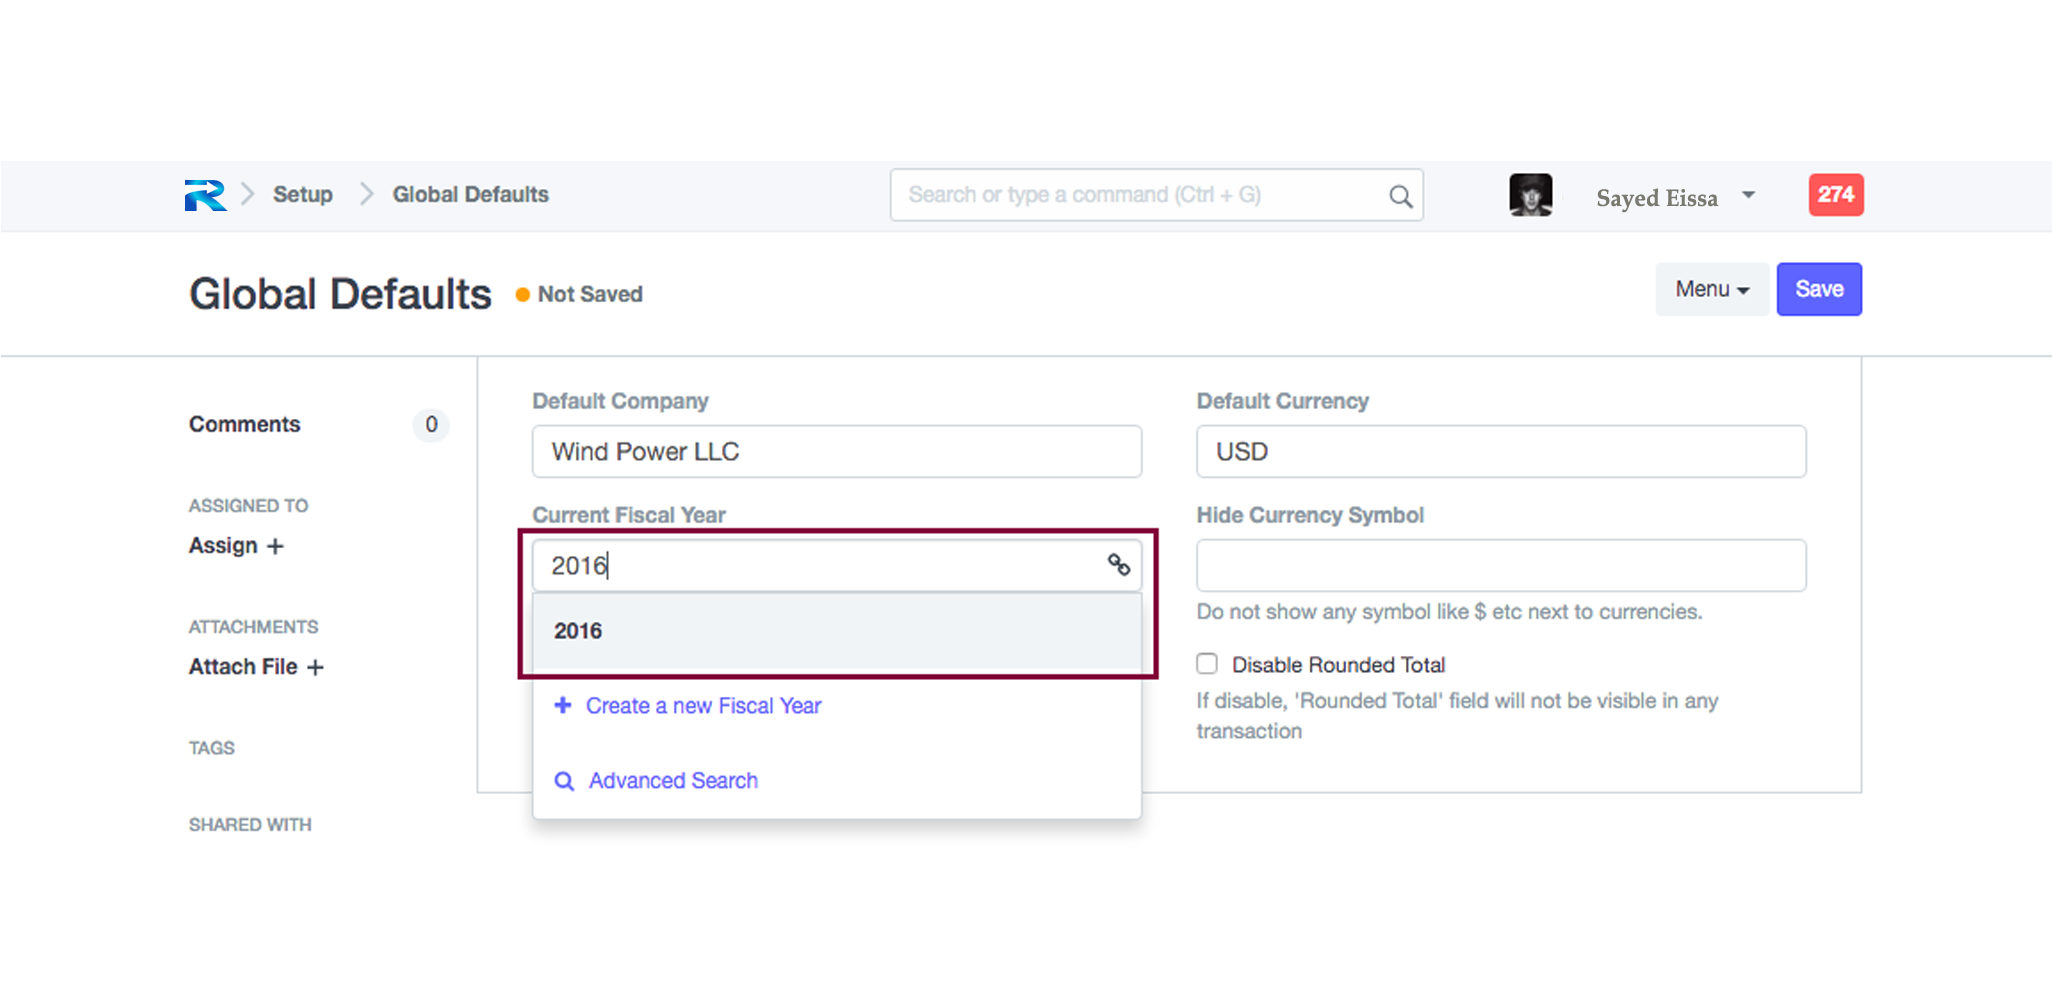 Setup
Global Defaults
Search or type a command (Ctrl + G)
Sayed Eissa
274
Global Defaults
Not Saved
Menu
Save
Comments
0
ASSIGNED TO
Assign +
ATTACHMENTS
Attach File +
TAGS
SHARED WITH
Default Company
Wind Power LLC
Current Fiscal Year
2016
2016
+ Create a new Fiscal Year
Advanced Search
Default Currency
USD
Hide Currency Symbol
Do not show any symbol like $ etc next to currencies.
Disable Rounded Total
If disable, 'Rounded Total' field will not be visible in any
transaction